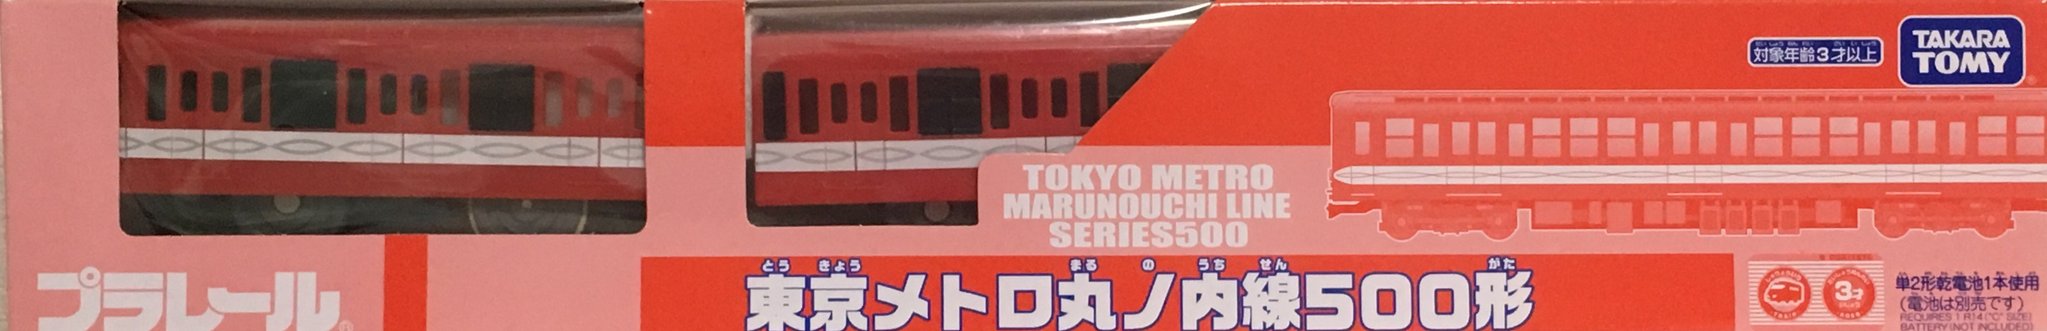 TAKARA
TOMY
対象年齢3才以上
TOKYO METRO
MARUNOUCHI LINE
SERIES500
プラレール
とう きょう まる の うち せん がた
東京メトロ丸ノ内線500形
3才
TRAIN
単2形乾電池1本使用
(電池は別売です)
REQUIRES 1 R14("C" SIZE)
BATTERY(NOT INCLUDED)